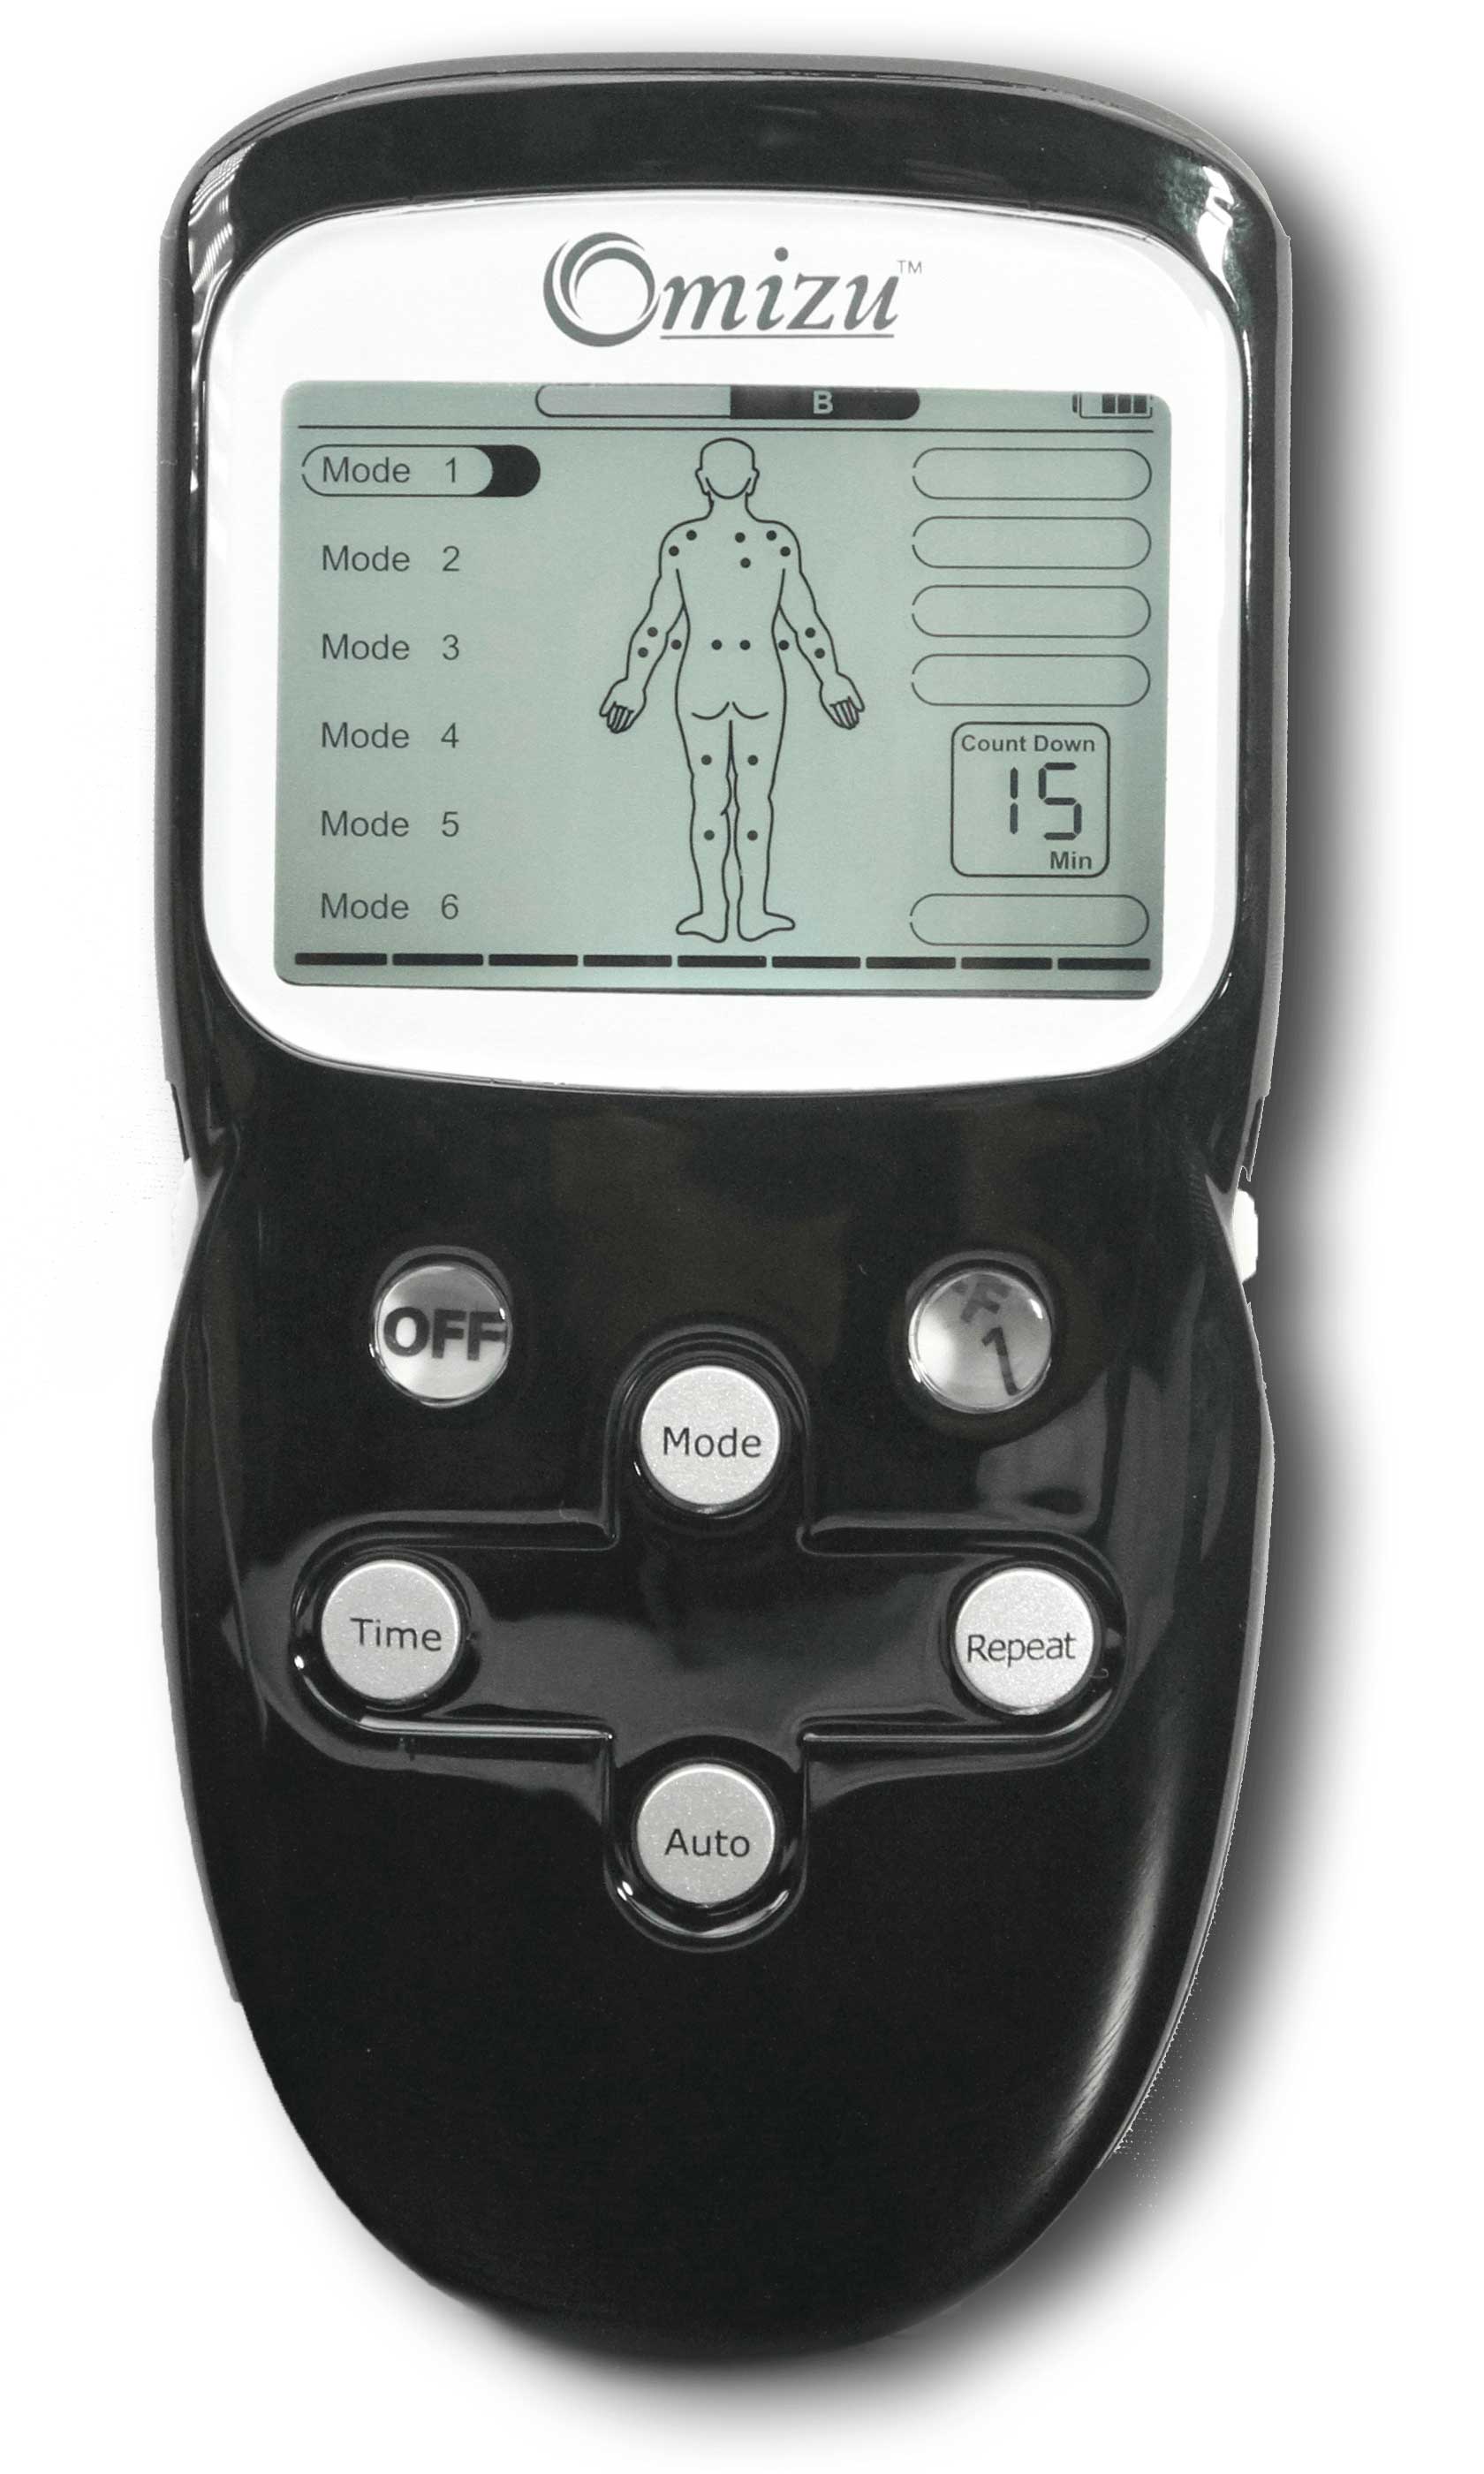 Omizu™
B
Mode 1
Mode 2
Mode 3
Mode 4
Mode 5
Mode 6
Count Down
15
Min
OFF
Mode
Time
Repeat
Auto